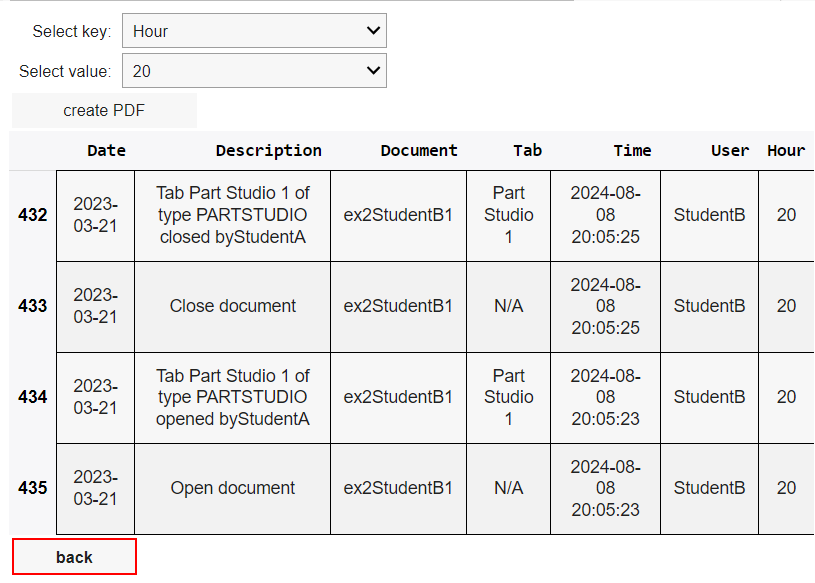 Select key: Hour
Select value: 20
create PDF
Date Description Document Tab Time User Hour
432 2023-03-21 Tab Part Studio 1 of type PARTSTUDIO closed byStudentA ex2StudentB1 Part Studio 1 2024-08-08 20:05:25 StudentB 20
433 2023-03-21 Close document ex2StudentB1 N/A 2024-08-08 20:05:25 StudentB 20
434 2023-03-21 Tab Part Studio 1 of type PARTSTUDIO opened byStudentA ex2StudentB1 Part Studio 1 2024-08-08 20:05:23 StudentB 20
435 2023-03-21 Open document ex2StudentB1 N/A 2024-08-08 20:05:23 StudentB 20
back